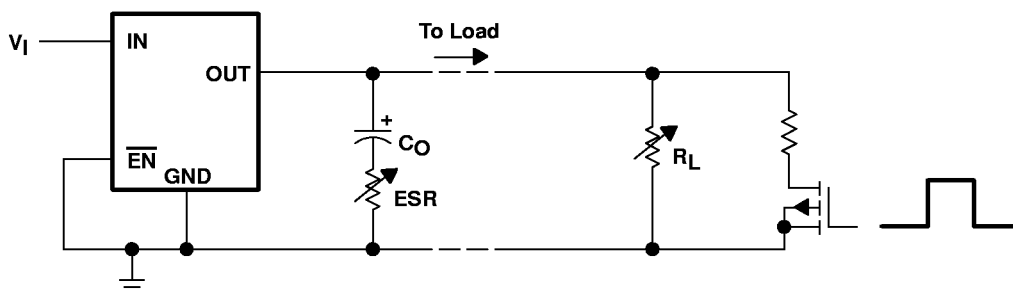 To Load
V_I
IN
OUT
+
C_O
EN
GND
ESR
R_L